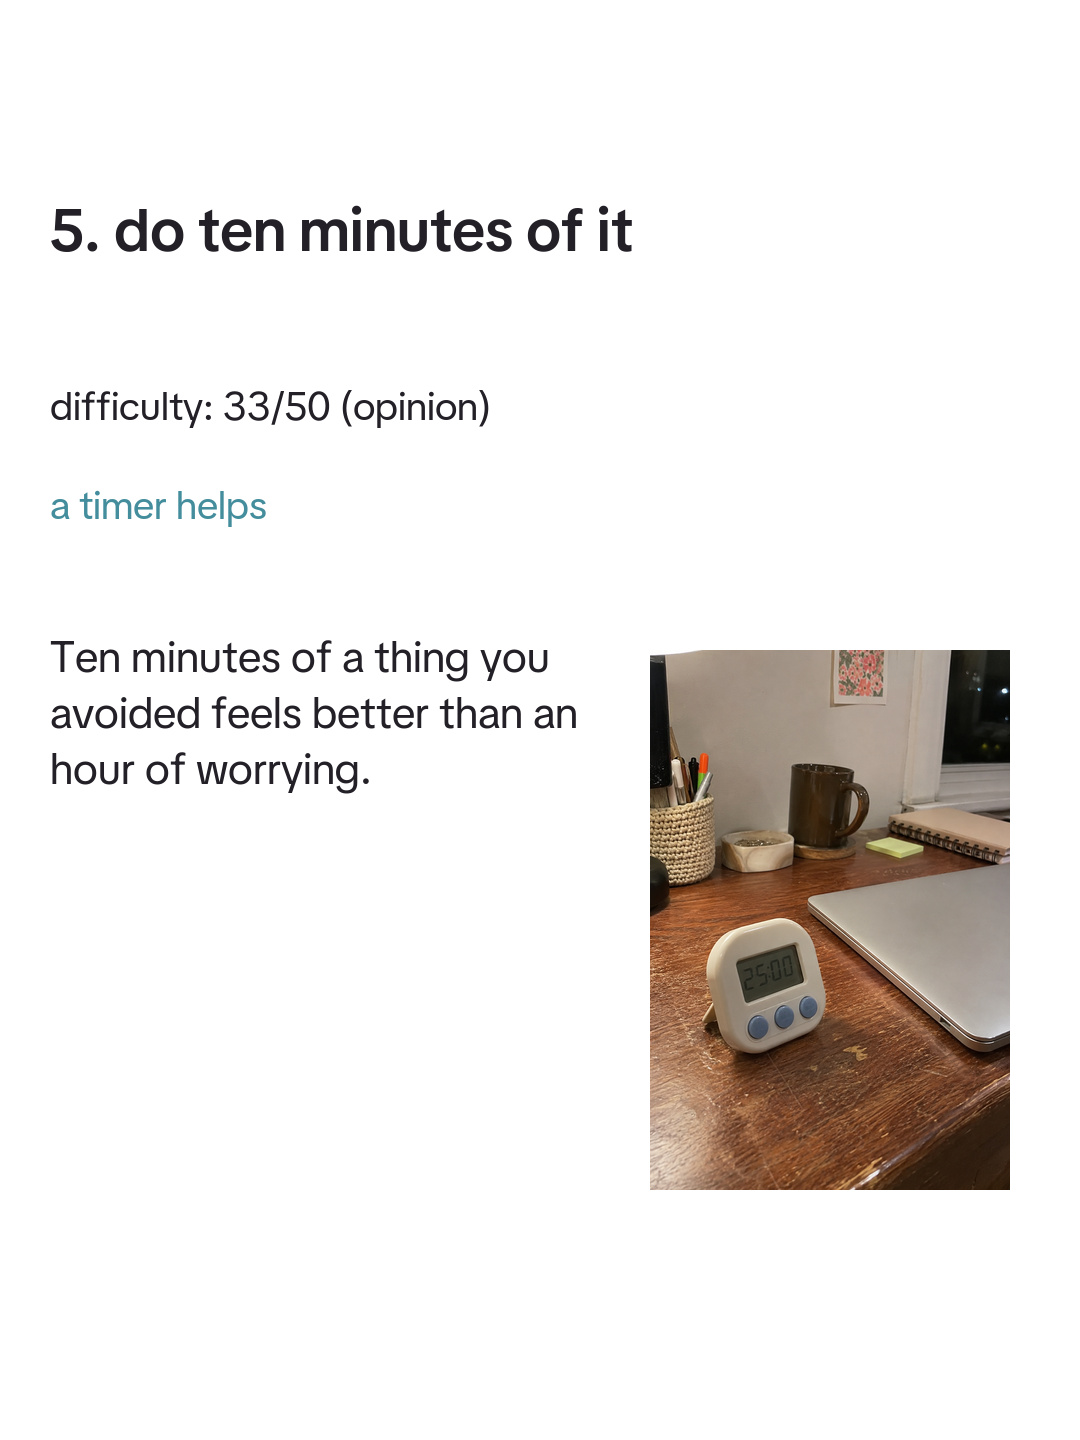 5. do ten minutes of it
difficulty: 33/50 (opinion)
a timer helps
Ten minutes of a thing you
avoided feels better than an
hour of worrying.
25:00